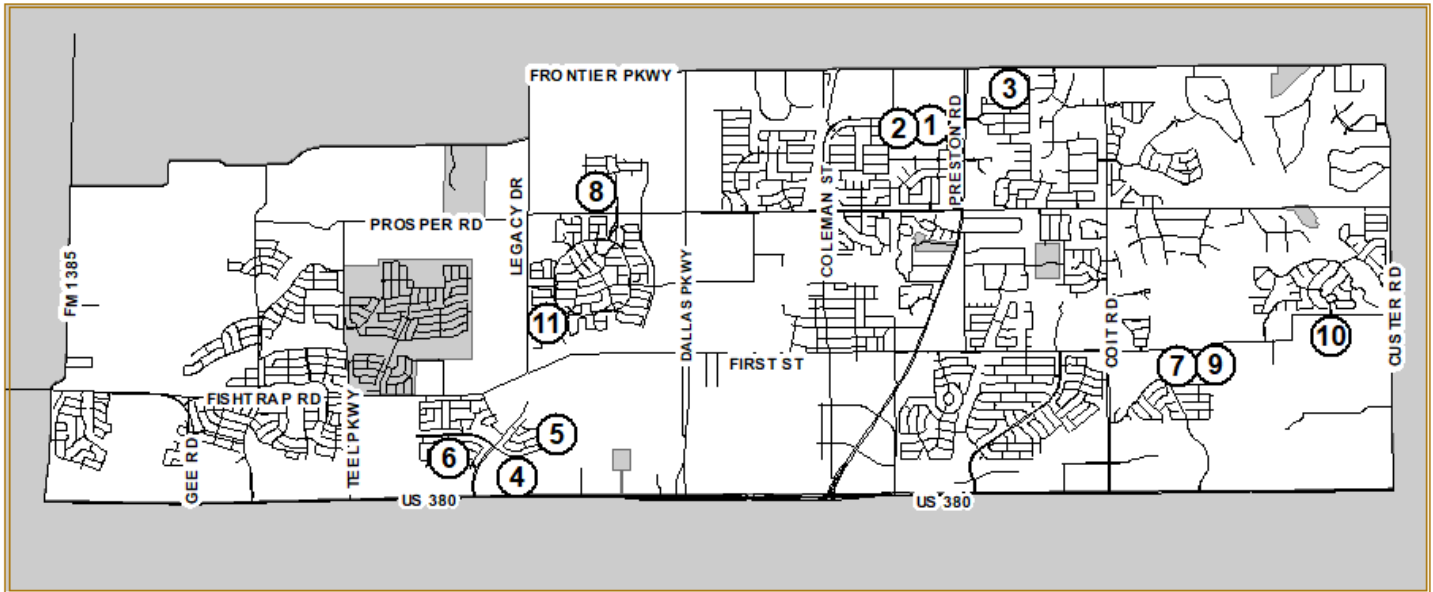 FRONTIER PKWY
3
2
1
PRESTON RD
COLEMAN ST
8
LEGACY DR
PROSPER RD
FM 1385
DALLAS PKWY
11
COIT RD
10
CUSTER RD
FIRST ST
7
9
FISHTRAP RD
GEE RD
TEEL PKWY
5
6
4
US 380
US 380